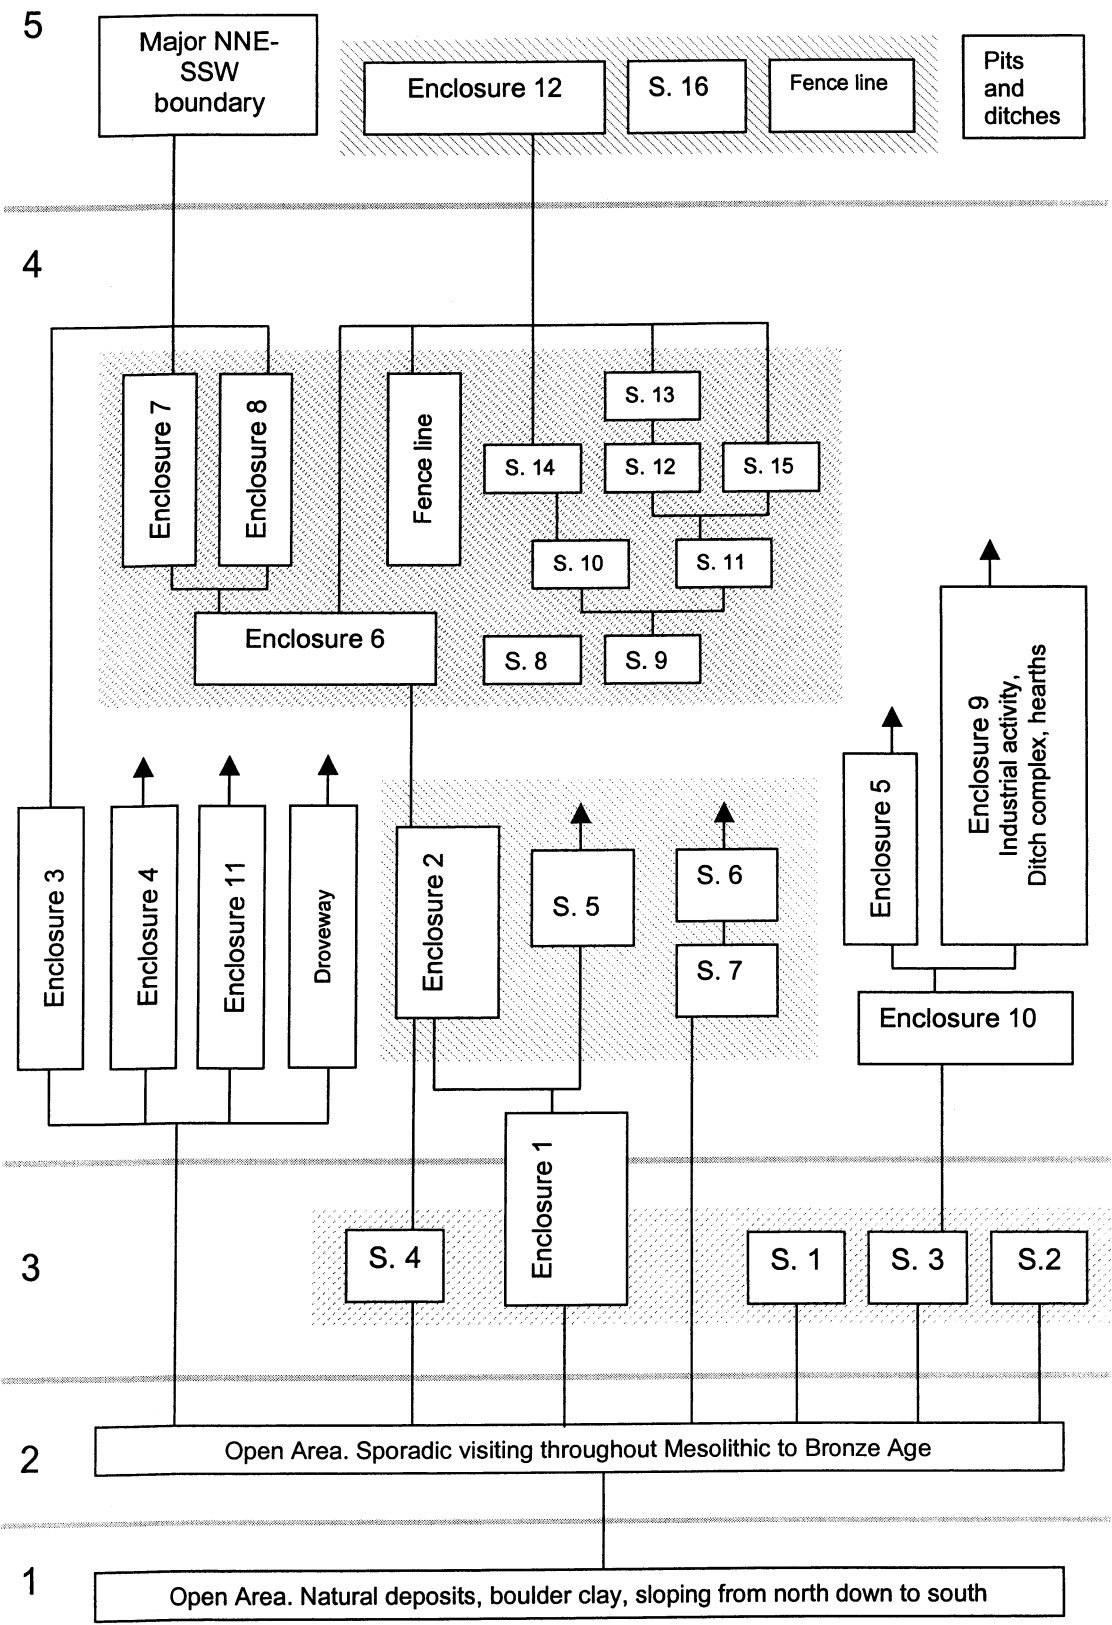 5
Major NNE-
SSW
boundary
Enclosure 12
S. 16
Fence line
Pits
and
ditches
4
Enclosure 7
Enclosure 8
Fence line
S. 13
S. 14
S. 12
S. 15
S. 10
S. 11
Enclosure 6
S. 8
S. 9
Enclosure 3
Enclosure 4
Enclosure 11
Droveway
Enclosure 2
S. 5
S. 6
S. 7
Enclosure 5
Enclosure 9
Industrial activity,
Ditch complex, hearths
Enclosure 10
3
S. 4
Enclosure 1
S. 1
S. 3
S.2
2
Open Area. Sporadic visiting throughout Mesolithic to Bronze Age
1
Open Area. Natural deposits, boulder clay, sloping from north down to south